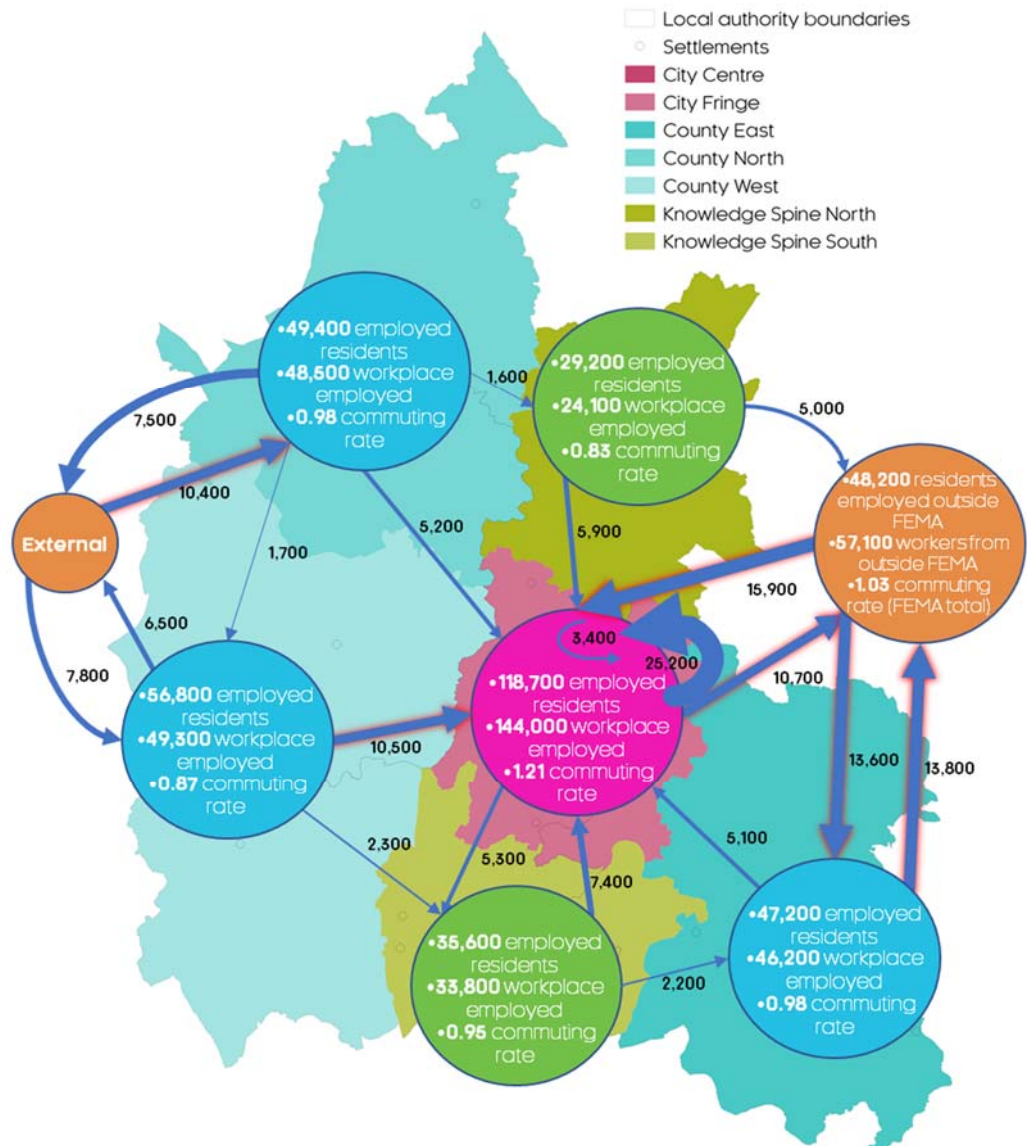 Local authority boundaries
Settlements
City Centre
City Fringe
County East
County North
County West
Knowledge Spine North
Knowledge Spine South
•49,400 employed
residents
•48,500 workplace
employed
•0.98 commuting
rate
1,600
•29,200 employed
residents
•24,100 workplace
employed
•0.83 commuting
rate
5,000
7,500
10,400
External
1,700
5,200
5,900
•48,200 residents
employed outside
FEMA
•57,100 workers from
outside FEMA
•1.03 commuting
rate (FEMA total)
15,900
6,500
7,800
3,400
25,200
10,700
•56,800 employed
residents
•49,300 workplace
employed
•0.87 commuting
rate
10,500
•118,700 employed
residents
•144,000 workplace
employed
•1.21 commuting
rate
13,600
13,800
2,300
5,300
7,400
5,100
•35,600 employed
residents
•33,800 workplace
employed
•0.95 commuting
rate
2,200
•47,200 employed
residents
•46,200 workplace
employed
•0.98 commuting
rate